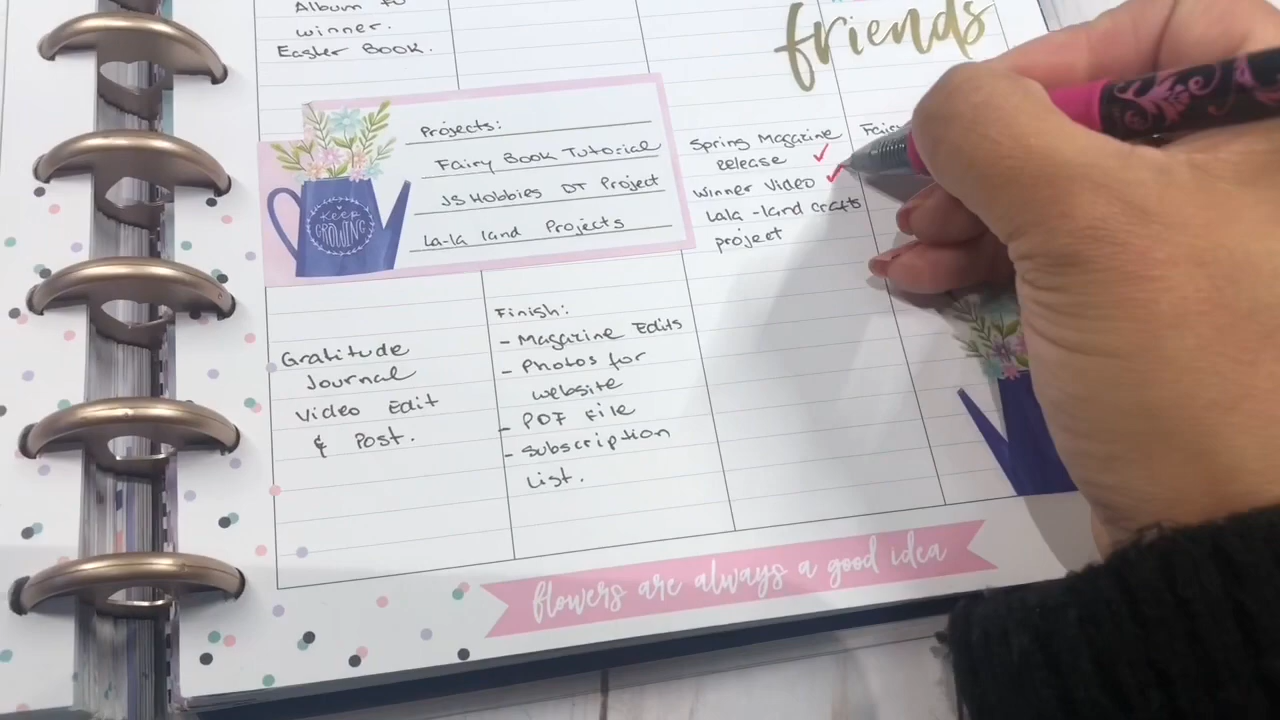 Album
winner.
Easter Book.
friends
Projects:
Fairy Book Tutorial
JS Hobbies DT Project
La-la land Projects
Keep
GROWING
Spring Magazine
release ✓
Winner Video ✓
Lala-land crafts
project
Fairy
Gratitude
Journal
Video Edit
& Post.
Finish:
- Magazine Edits
- Photos for
website
- PDF File
- Subscription
List.
flowers are always a good idea